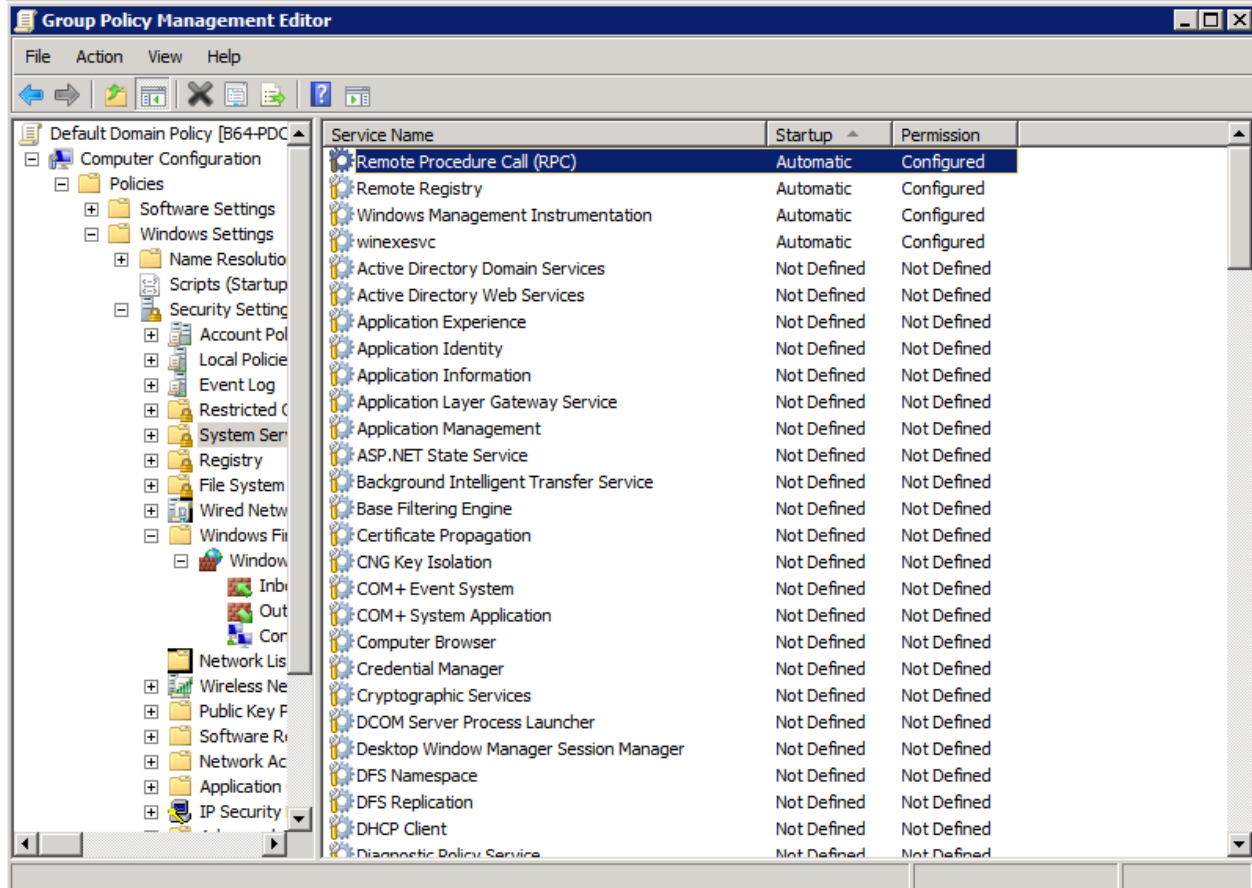 Group Policy Management Editor
File Action View Help
Default Domain Policy [B64-PDC
Computer Configuration
Policies
Software Settings
Windows Settings
Name Resolutio
Scripts (Startup
Security Setting
Account Pol
Local Policie
Event Log
Restricted
System Ser
Registry
File System
Wired Netw
Windows Fi
Window
Inb
Out
Con
Network Lis
Wireless Ne
Public Key P
Software R
Network Ac
Application
IP Security
Service Name Startup Permission
Remote Procedure Call (RPC) Automatic Configured
Remote Registry Automatic Configured
Windows Management Instrumentation Automatic Configured
winexesvc Automatic Configured
Active Directory Domain Services Not Defined Not Defined
Active Directory Web Services Not Defined Not Defined
Application Experience Not Defined Not Defined
Application Identity Not Defined Not Defined
Application Information Not Defined Not Defined
Application Layer Gateway Service Not Defined Not Defined
Application Management Not Defined Not Defined
ASP.NET State Service Not Defined Not Defined
Background Intelligent Transfer Service Not Defined Not Defined
Base Filtering Engine Not Defined Not Defined
Certificate Propagation Not Defined Not Defined
CNG Key Isolation Not Defined Not Defined
COM+ Event System Not Defined Not Defined
COM+ System Application Not Defined Not Defined
Computer Browser Not Defined Not Defined
Credential Manager Not Defined Not Defined
Cryptographic Services Not Defined Not Defined
DCOM Server Process Launcher Not Defined Not Defined
Desktop Window Manager Session Manager Not Defined Not Defined
DFS Namespace Not Defined Not Defined
DFS Replication Not Defined Not Defined
DHCP Client Not Defined Not Defined
Diagnostic Policy Service Not Defined Not Defined